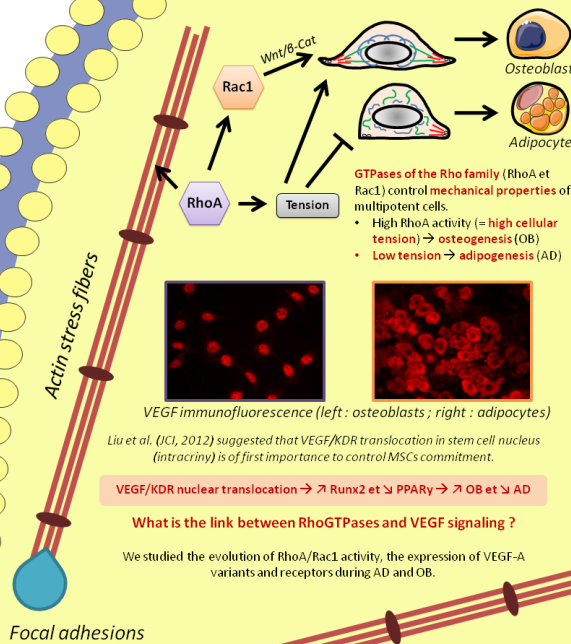 Wnt/β-Cat
Osteoblast
Rac1
Adipocyte
RhoA
Tension
GTPases of the Rho family (RhoA et
Rac1) control mechanical properties of
multipotent cells.
• High RhoA activity (= high cellular
tension) → osteogenesis (OB)
• Low tension → adipogenesis (AD)
Actin stress fibers
VEGF immunofluorescence (left : osteoblasts ; right : adipocytes)
Liu et al. (JCI, 2012) suggested that VEGF/KDR translocation in stem cell nucleus
(intracriny) is of first importance to control MSCs commitment.
VEGF/KDR nuclear translocation → ↗ Runx2 et ↘ PPARγ → ↗ OB et ↘ AD
What is the link between RhoGTPases and VEGF signaling ?
We studied the evolution of RhoA/Rac1 activity, the expression of VEGF-A
variants and receptors during AD and OB.
Focal adhesions